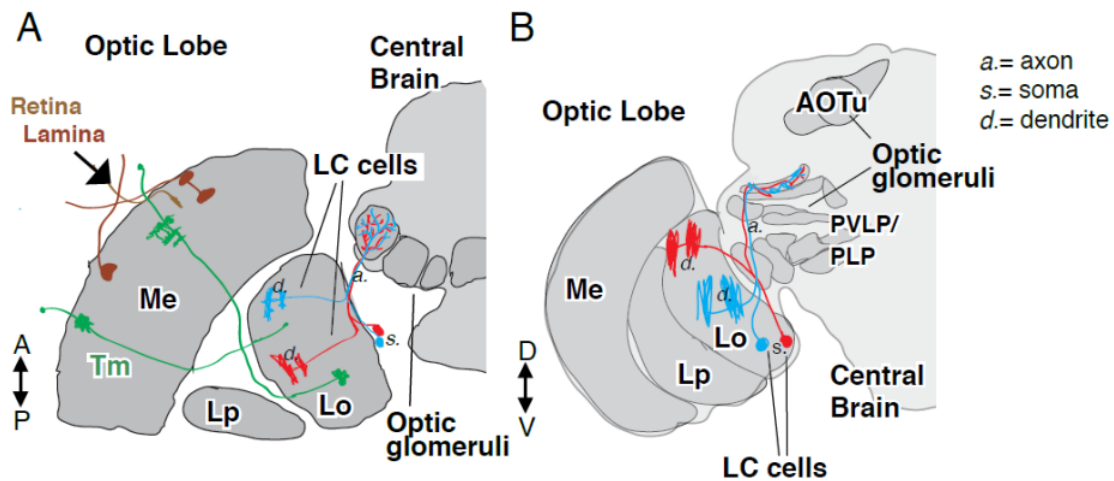 A
Optic Lobe
Central
Brain
Retina
Lamina
LC cells
d.
a.
Me
d.
s.
A
P
Tm
Lp
Lo
Optic
glomeruli
B
Optic Lobe
AOTu
Optic
glomeruli
a.
PVLP/
PLP
d.
Me
d.
Lo
s.
Lp
D
V
Central
Brain
LC cells
a.= axon
s.= soma
d.= dendrite